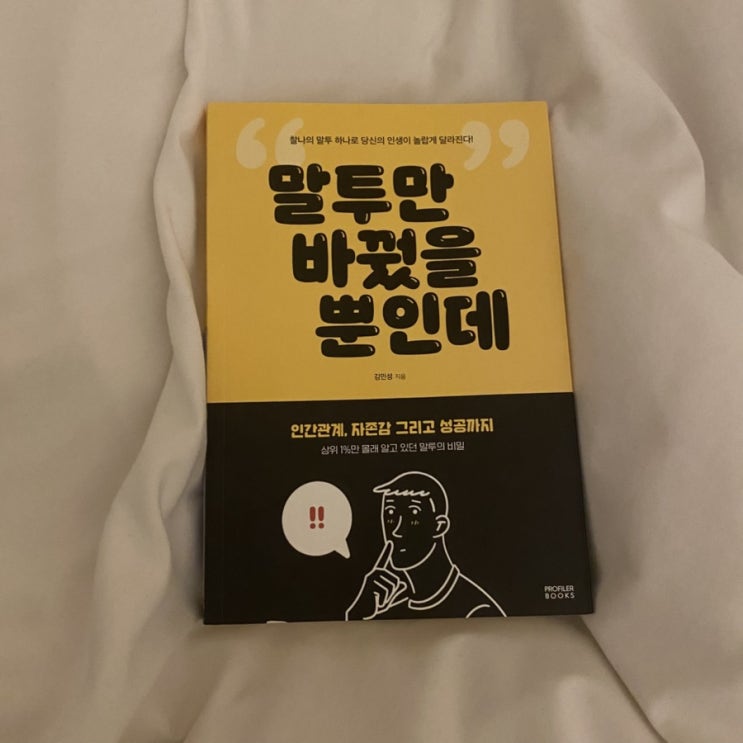 찰나의 말투 하나로 당신의 인생이 놀랍게 달라진다!
말투만
바꿨을
뿐인데
김민성 지음
인간관계, 자존감 그리고 성공까지
상위 1%만 몰래 알고 있던 말투의 비밀
!!
PROFILER
BOOKS